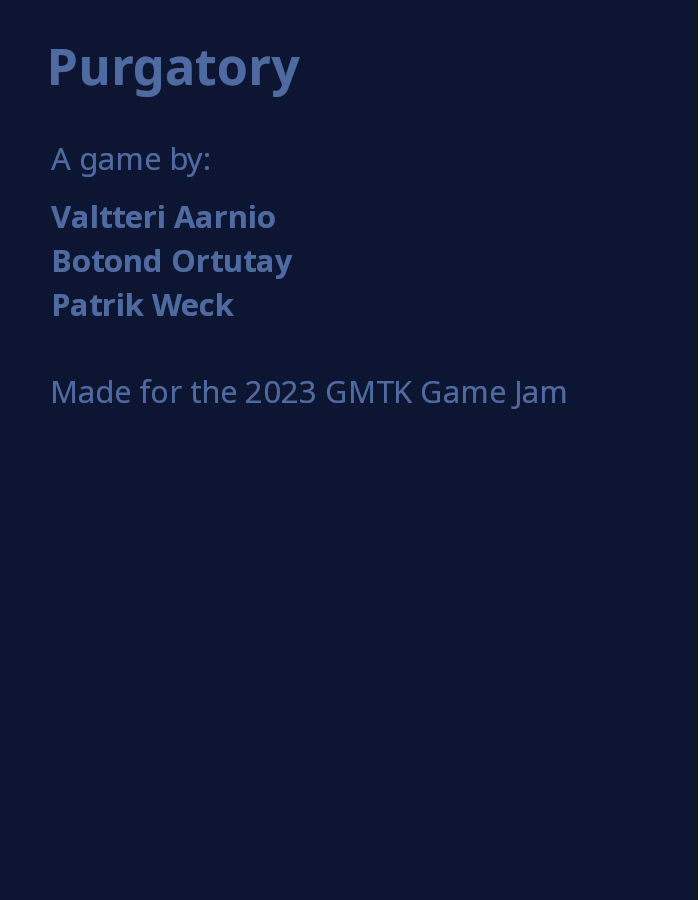 Purgatory
A game by:
Valtteri Aarnio
Botond Ortutay
Patrik Weck
Made for the 2023 GMTK Game Jam